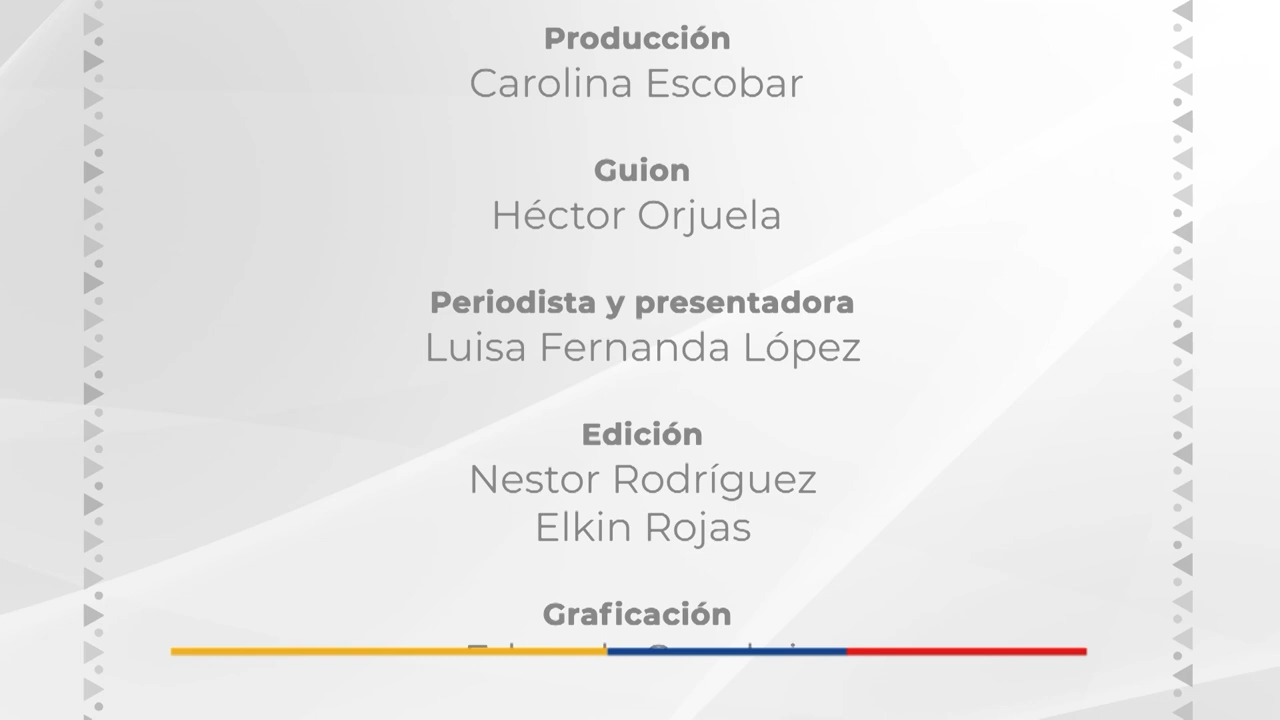 Producción
Carolina Escobar
Guion
Héctor Orjuela
Periodista y presentadora
Luisa Fernanda López
Edición
Nestor Rodríguez
Elkin Rojas
Graficación